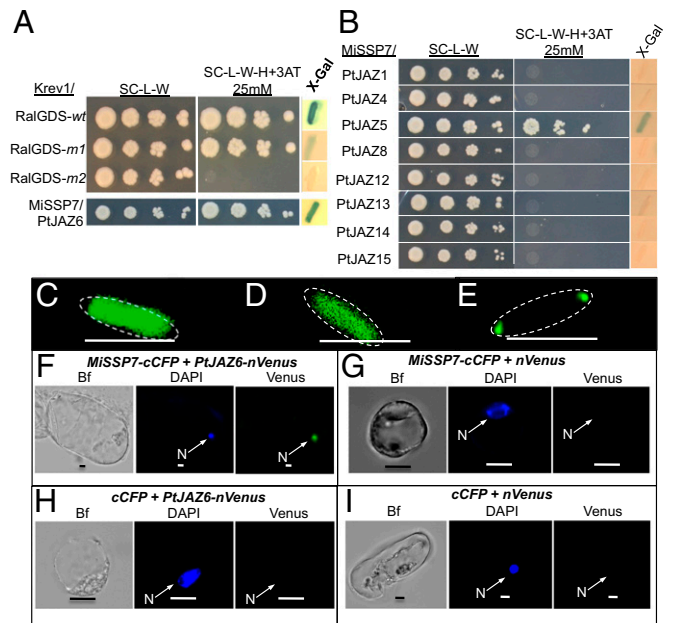 A
B
Krev1/
SC-L-W
SC-L-W-H+3AT
25mM
X-Gal
RalGDS-wt
RalGDS-m1
RalGDS-m2
MiSSP7/
PtJAZ6
MiSSP7/
SC-L-W
SC-L-W-H+3AT
25mM
X-Gal
PtJAZ1
PtJAZ4
PtJAZ5
PtJAZ8
PtJAZ12
PtJAZ13
PtJAZ14
PtJAZ15
C
D
E
F
MiSSP7-cCFP + PtJAZ6-nVenus
Bf DAPI Venus
N N
G
MiSSP7-cCFP + nVenus
Bf DAPI Venus
N N
H
cCFP + PtJAZ6-nVenus
Bf DAPI Venus
N N
I
cCFP + nVenus
Bf DAPI Venus
N N